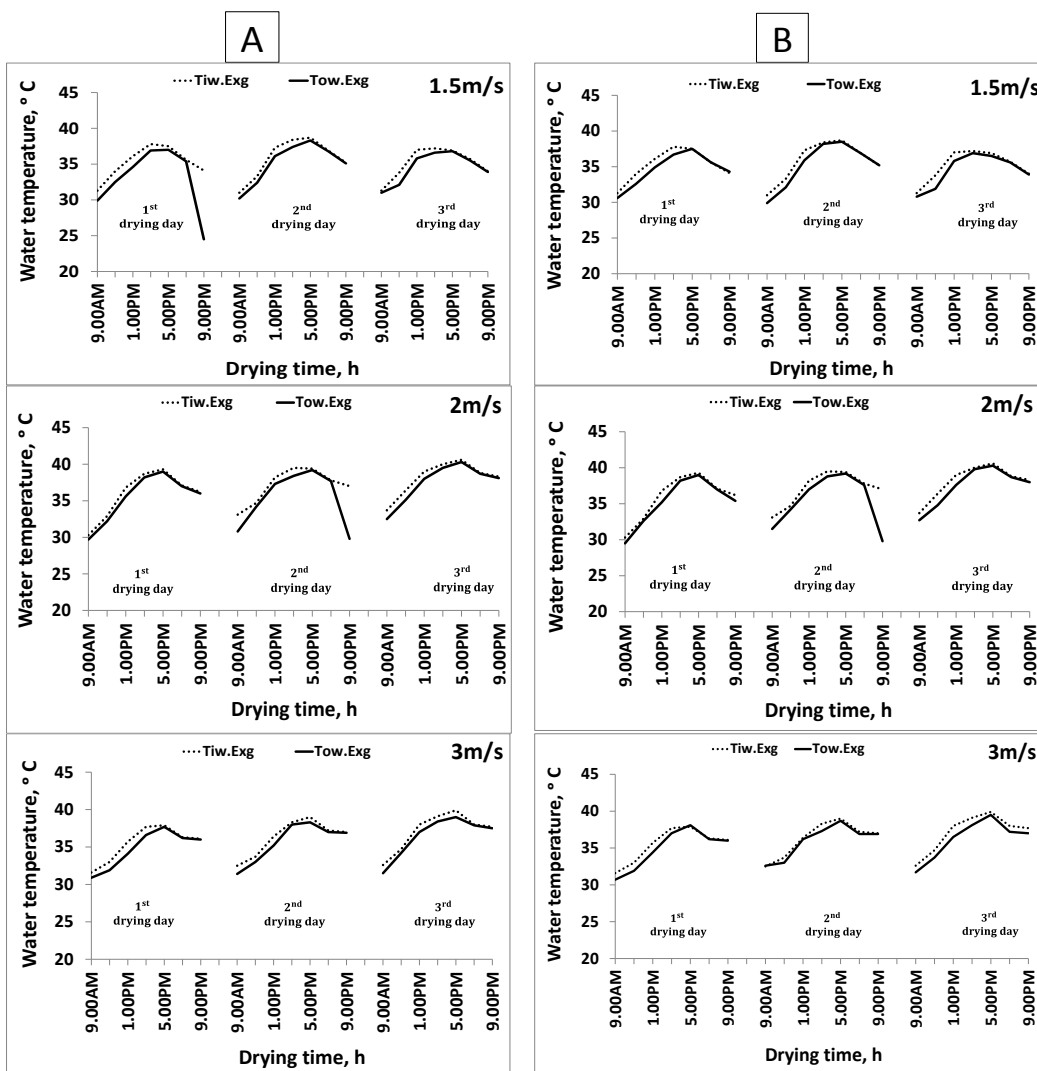 A
Tiw.Exg Tow.Exg 1.5m/s
Water temperature, ° C
45
40
35
30
25
20
1st drying day
2nd drying day
3rd drying day
9.00AM 1.00PM 5.00PM 9.00PM 9.00AM 1.00PM 5.00PM 9.00PM 9.00AM 1.00PM 5.00PM 9.00PM
Drying time, h
B
Tiw.Exg Tow.Exg 1.5m/s
Water temperature, ° C
45
40
35
30
25
20
1st drying day
2nd drying day
3rd drying day
9.00AM 1.00PM 5.00PM 9.00PM 9.00AM 1.00PM 5.00PM 9.00PM 9.00AM 1.00PM 5.00PM 9.00PM
Drying time, h
Tiw.Exg Tow.Exg 2m/s
Water temperature, ° C
45
40
35
30
25
20
1st drying day
2nd drying day
3rd drying day
9.00AM 1.00PM 5.00PM 9.00PM 9.00AM 1.00PM 5.00PM 9.00PM 9.00AM 1.00PM 5.00PM 9.00PM
Drying time, h
Tiw.Exg Tow.Exg 2m/s
Water temperature, ° C
45
40
35
30
25
20
1st drying day
2nd drying day
3rd drying day
9.00AM 1.00PM 5.00PM 9.00PM 9.00AM 1.00PM 5.00PM 9.00PM 9.00AM 1.00PM 5.00PM 9.00PM
Drying time, h
Tiw.Exg Tow.Exg 3m/s
Water temperature, ° C
45
40
35
30
25
20
1st drying day
2nd drying day
3rd drying day
9.00AM 1.00PM 5.00PM 9.00PM 9.00AM 1.00PM 5.00PM 9.00PM 9.00AM 1.00PM 5.00PM 9.00PM
Drying time, h
Tiw.Exg Tow.Exg 3m/s
Water temperature, ° C
45
40
35
30
25
20
1st drying day
2nd drying day
3rd drying day
9.00AM 1.00PM 5.00PM 9.00PM 9.00AM 1.00PM 5.00PM 9.00PM 9.00AM 1.00PM 5.00PM 9.00PM
Drying time, h